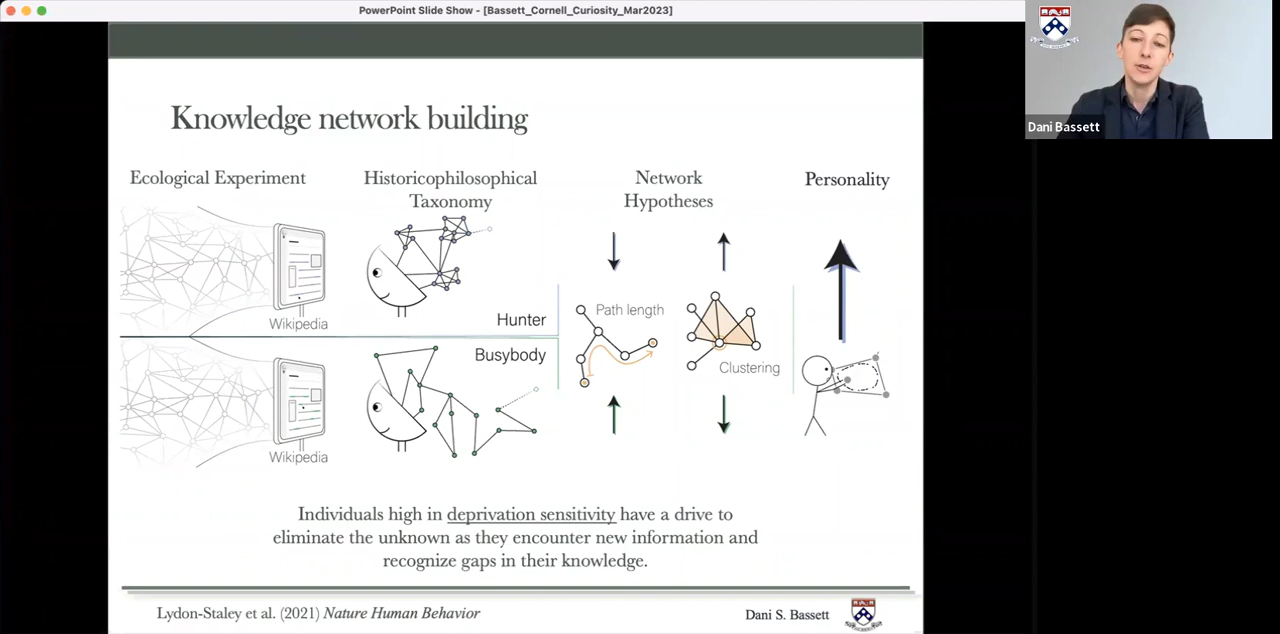 PowerPoint Slide Show - [Bassett_Cornell_Curiosity_Mar2023]
Dani Bassett
Knowledge network building
Ecological Experiment
Historicophilosophical
Taxonomy
Network
Hypotheses
Personality
Wikipedia
Hunter
Path length
Clustering
Busybody
Wikipedia
Individuals high in deprivation sensitivity have a drive to
eliminate the unknown as they encounter new information and
recognize gaps in their knowledge.
Lydon-Staley et al. (2021) Nature Human Behavior
Dani S. Bassett